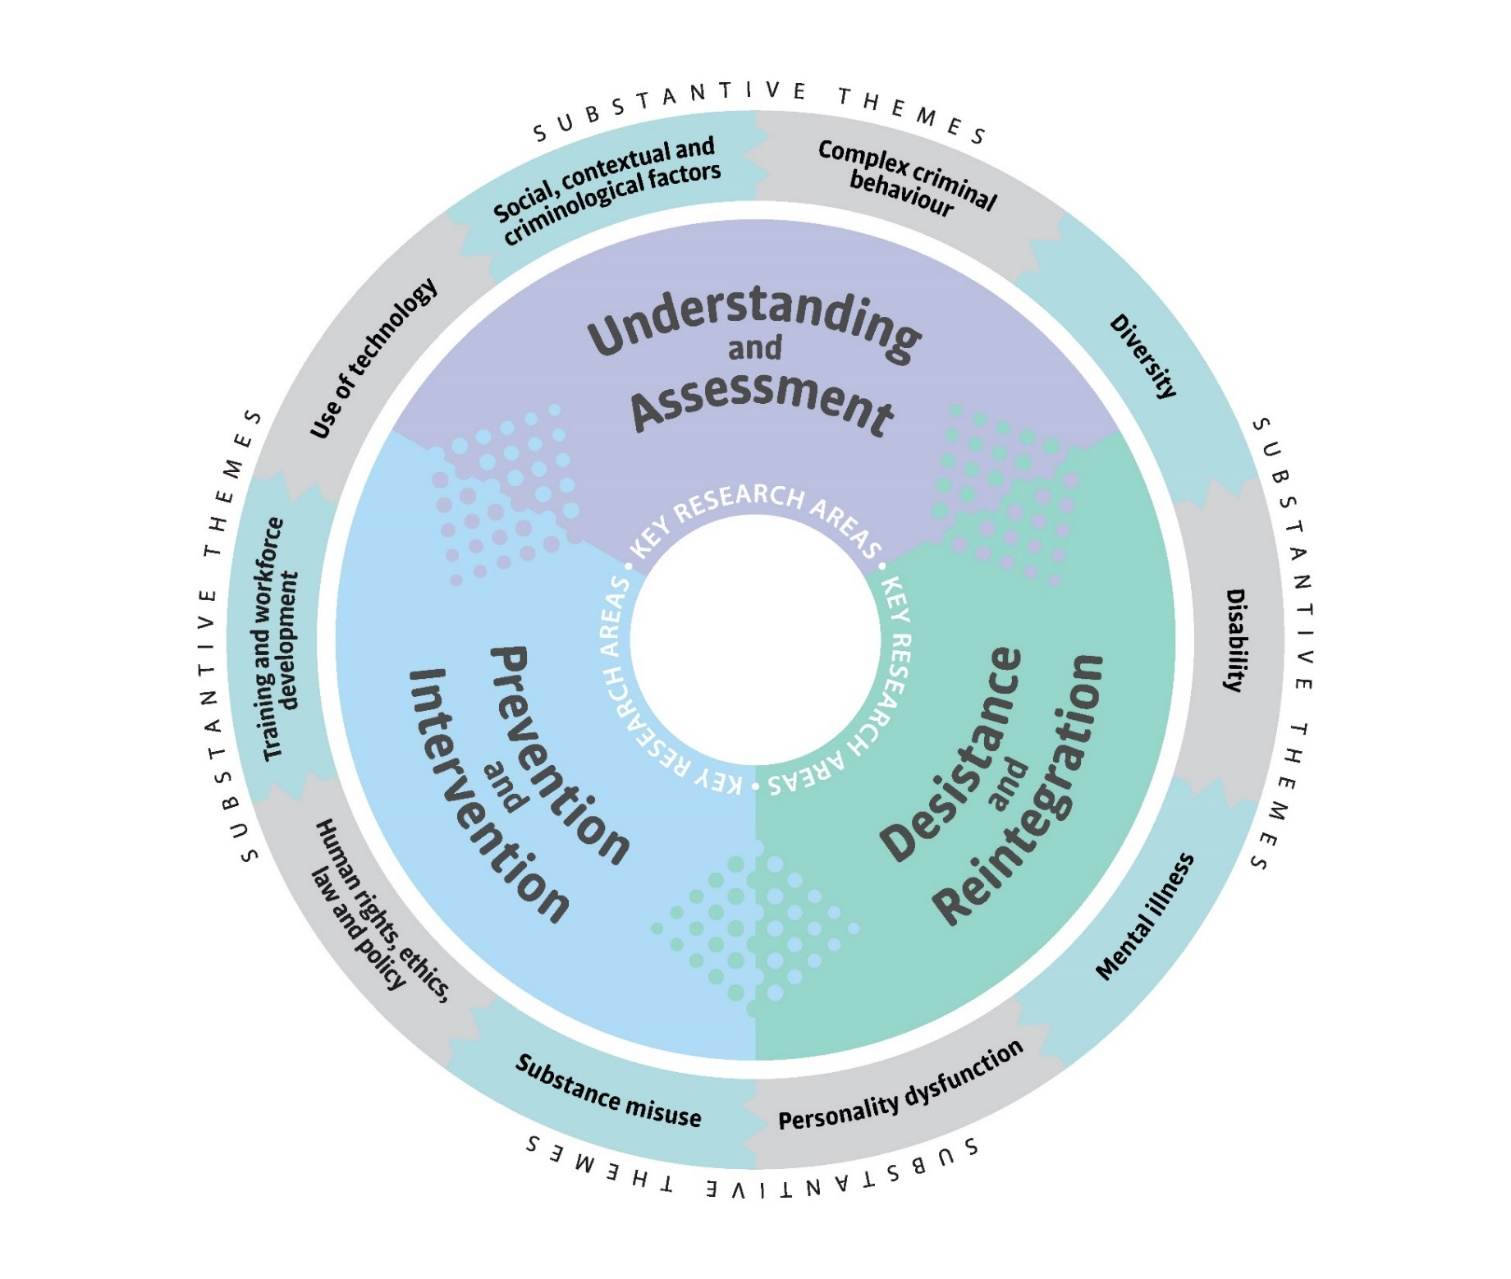 SUBSTANTIVE THEMES
Social, contextual and
criminological factors
Complex criminal
behaviour
Diversity
SUBSTANTIVE THEMES
Disability
Mental illness
Personality dysfunction
SUBSTANTIVE THEMES
Substance misuse
Human rights, ethics,
law and policy
SUBSTANTIVE THEMES
Training and workforce
development
Use of technology
Understanding
and
Assessment
KEY RESEARCH AREAS
Desistance
and
Reintegration
KEY RESEARCH AREAS
Prevention
and
Intervention
KEY RESEARCH AREAS